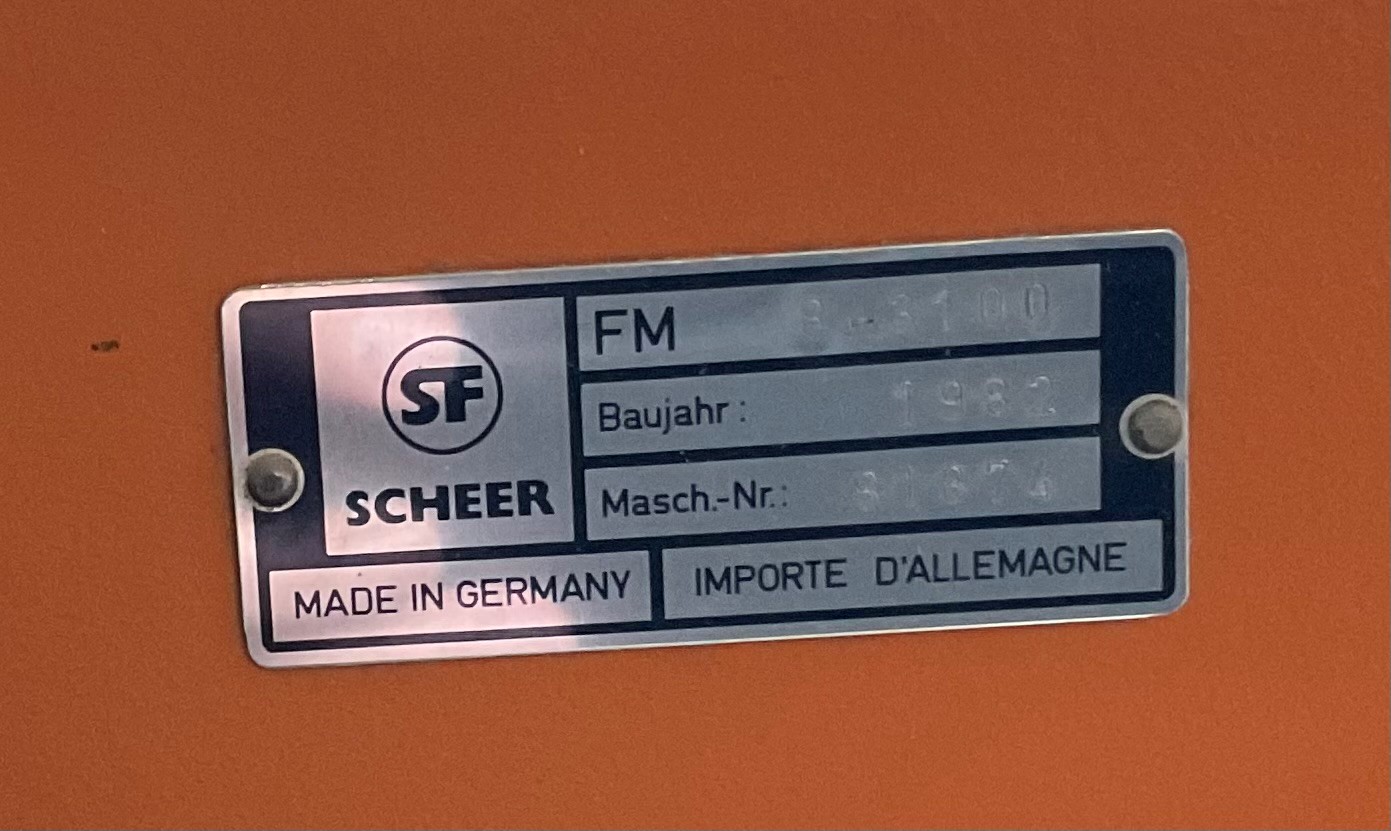 SF
SCHEER
FM
Baujahr : 1982
Masch.-Nr.:
MADE IN GERMANY
IMPORTE D'ALLEMAGNE